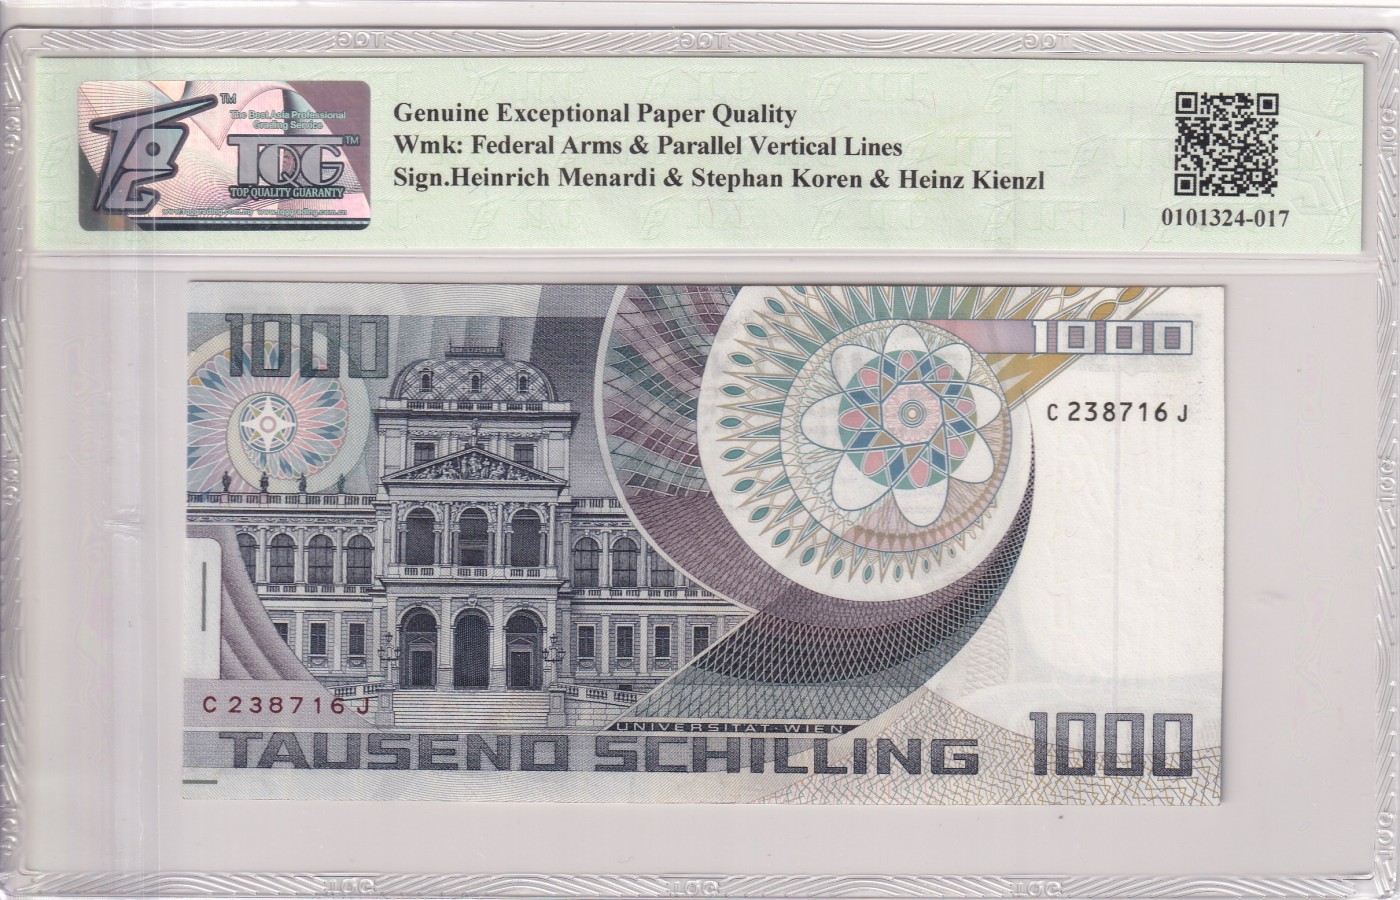 TM
The Best Asia Professional
Grading Service
TQG TM
TOP QUALITY GUARANTY
Genuine Exceptional Paper Quality
Wmk: Federal Arms & Parallel Vertical Lines
Sign.Heinrich Menardi & Stephan Koren & Heinz Kienzl
0101324-017
1000
1000
C 238716 J
C 238716 J
UNIVERSITÄT·WIEN
TAUSEND SCHILLING
1000